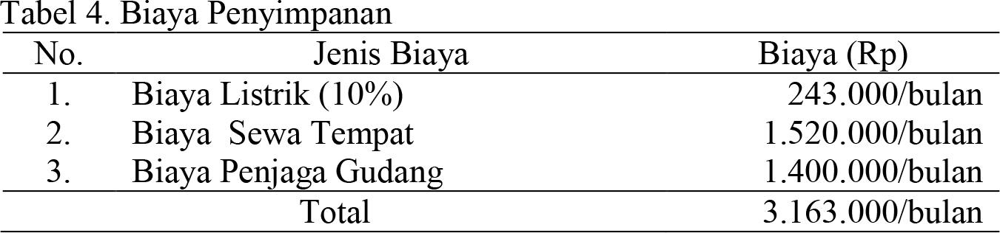 Tabel 4. Biaya Penyimpanan
No. Jenis Biaya Biaya (Rp)
1. Biaya Listrik (10%) 243.000/bulan
2. Biaya Sewa Tempat 1.520.000/bulan
3. Biaya Penjaga Gudang 1.400.000/bulan
Total 3.163.000/bulan